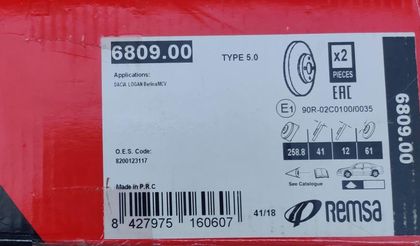 6809.00
TYPE 5.0
x2
PIECES
Applications:
DACIA LOGAN Berlina MCV
EAC
E1 90R-02C0100/0035
258.8 41 12 61
O.E.S. Code:
8200123117
See Catalogue
Made in P.R.C
8 427975 160607
41/18
REMSA
6809.00